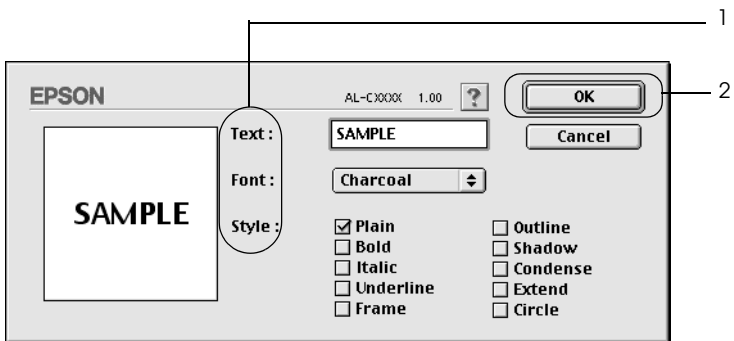 1
EPSON
AL-CXXXX 1.00 ?
OK
2
Text :
SAMPLE
Cancel
Font :
Charcoal
SAMPLE
Style :
Plain
Outline
Bold
Shadow
Italic
Condense
Underline
Extend
Frame
Circle